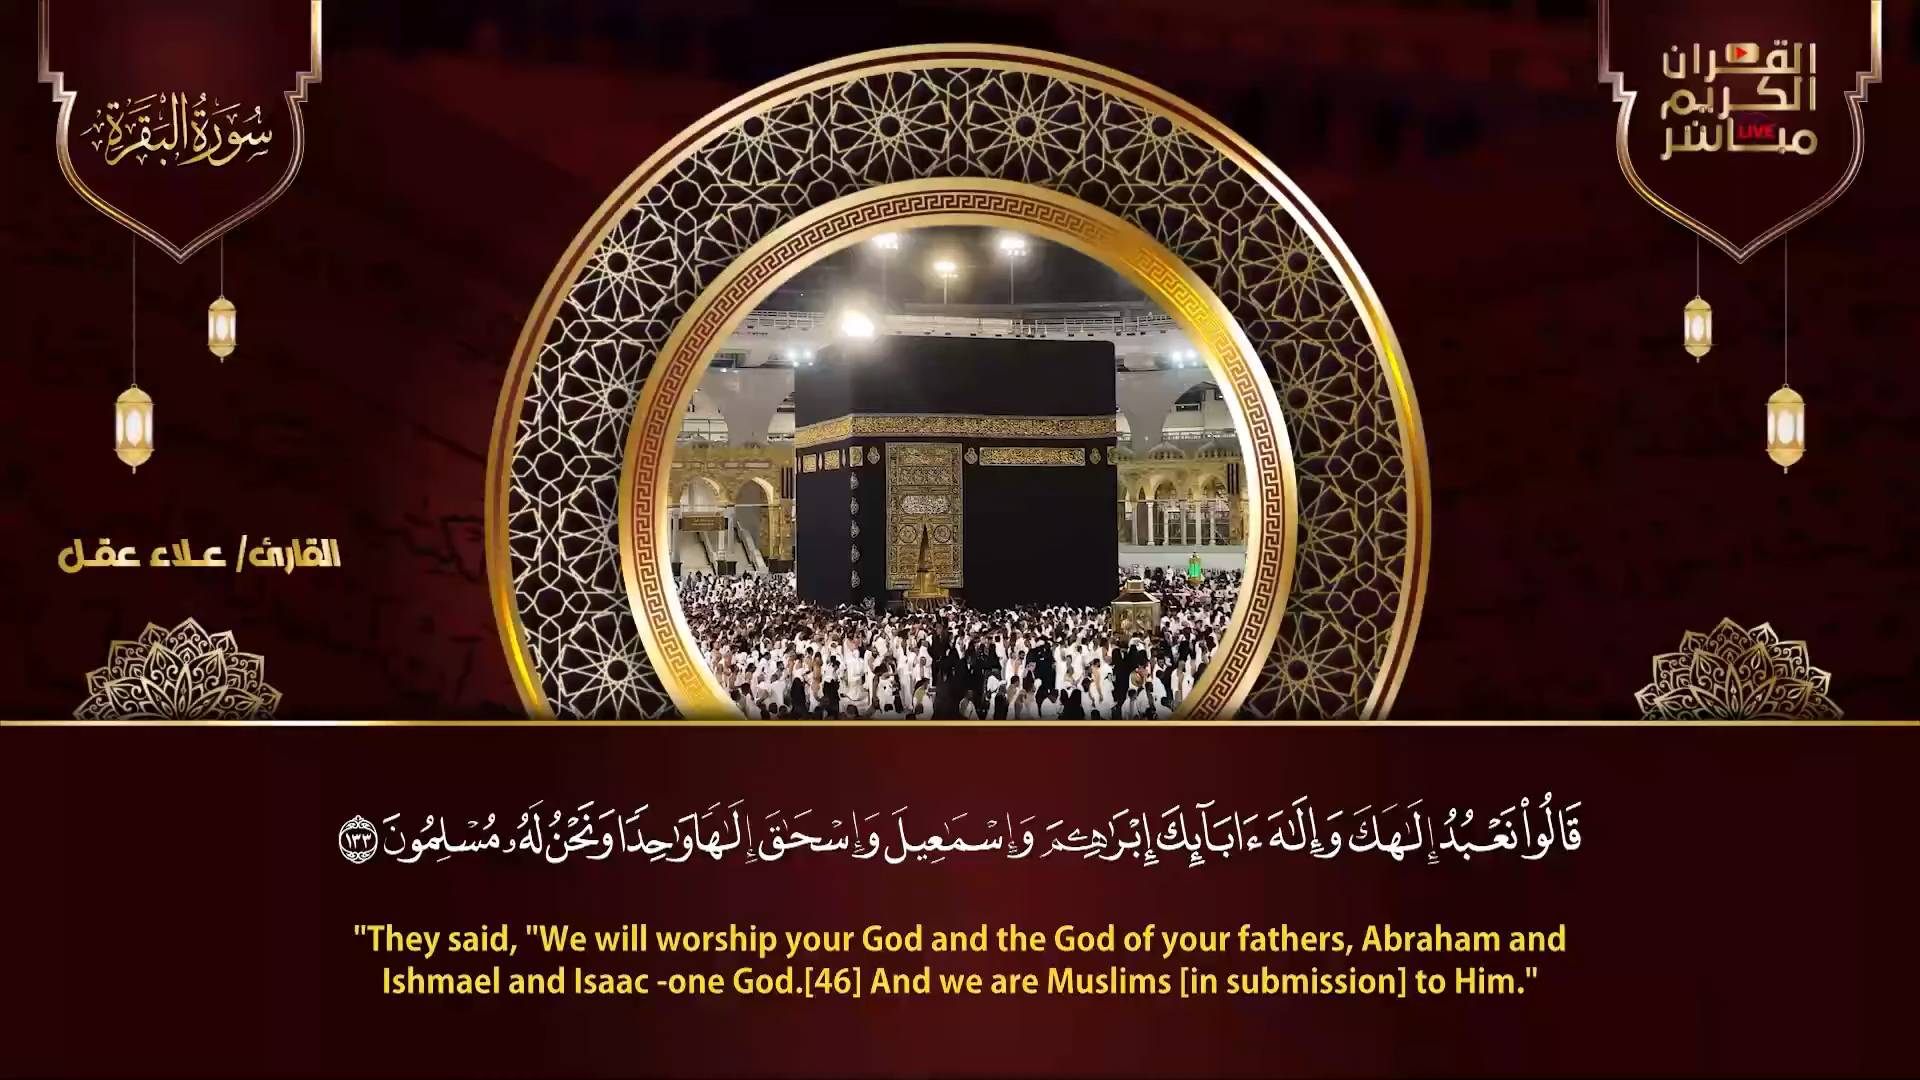 سُورَةُ البَقَرَةِ
القرآن
الكريم
مباشر
LIVE
القارئ/ علاء عقل
قَالُوا۟ نَعْبُدُ إِلَـٰهَكَ وَإِلَـٰهَ ءَابَآئِكَ إِبْرَٰهِـۧمَ وَإِسْمَـٰعِيلَ وَإِسْحَـٰقَ إِلَـٰهًا وَٰحِدًا وَنَحْنُ لَهُۥ مُسْلِمُونَ ١٣٣
"They said, "We will worship your God and the God of your fathers, Abraham and
Ishmael and Isaac -one God.[46] And we are Muslims [in submission] to Him."